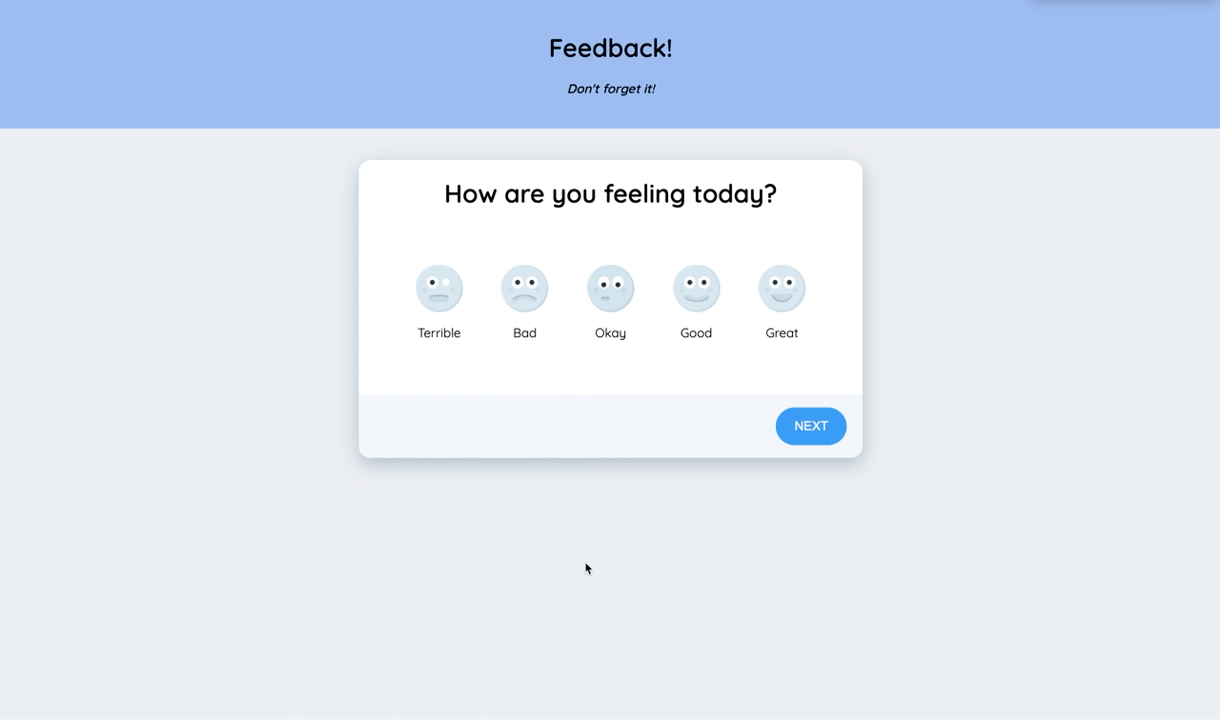 Feedback!
Don't forget it!
How are you feeling today?
Terrible Bad Okay Good Great
NEXT